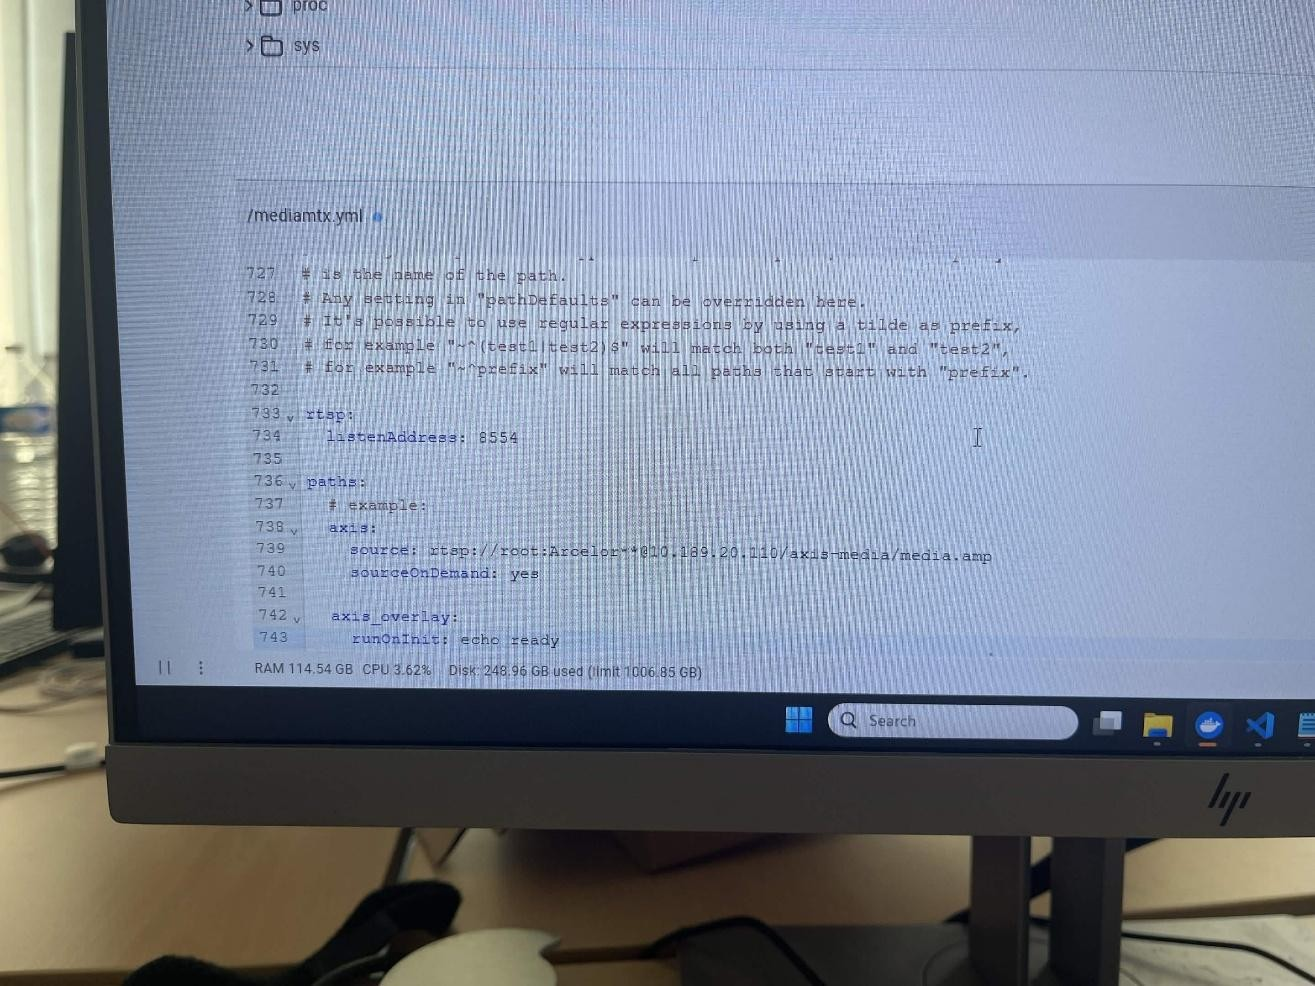 proc
sys
/mediamtx.yml
727 # is the name of the path.
728 # Any setting in "pathDefaults" can be overridden here.
729 # It's possible to use regular expressions by using a tilde as prefix,
730 # for example "~^(test1|test2)$" will match both "test1" and "test2",
731 # for example "~^prefix" will match all paths that start with "prefix".
732
733 rtsp:
734 listenAddress: 8554
735
736 paths:
737 # example:
738 axis:
739 source: rtsp://root:Arcelor**@10.189.20.110/axis-media/media.amp
740 sourceOnDemand: yes
741
742 axis_overlay:
743 runOnInit: echo ready
RAM 114.54 GB CPU 3.62% Disk: 248.96 GB used (limit 1006.85 GB)
Search
hp